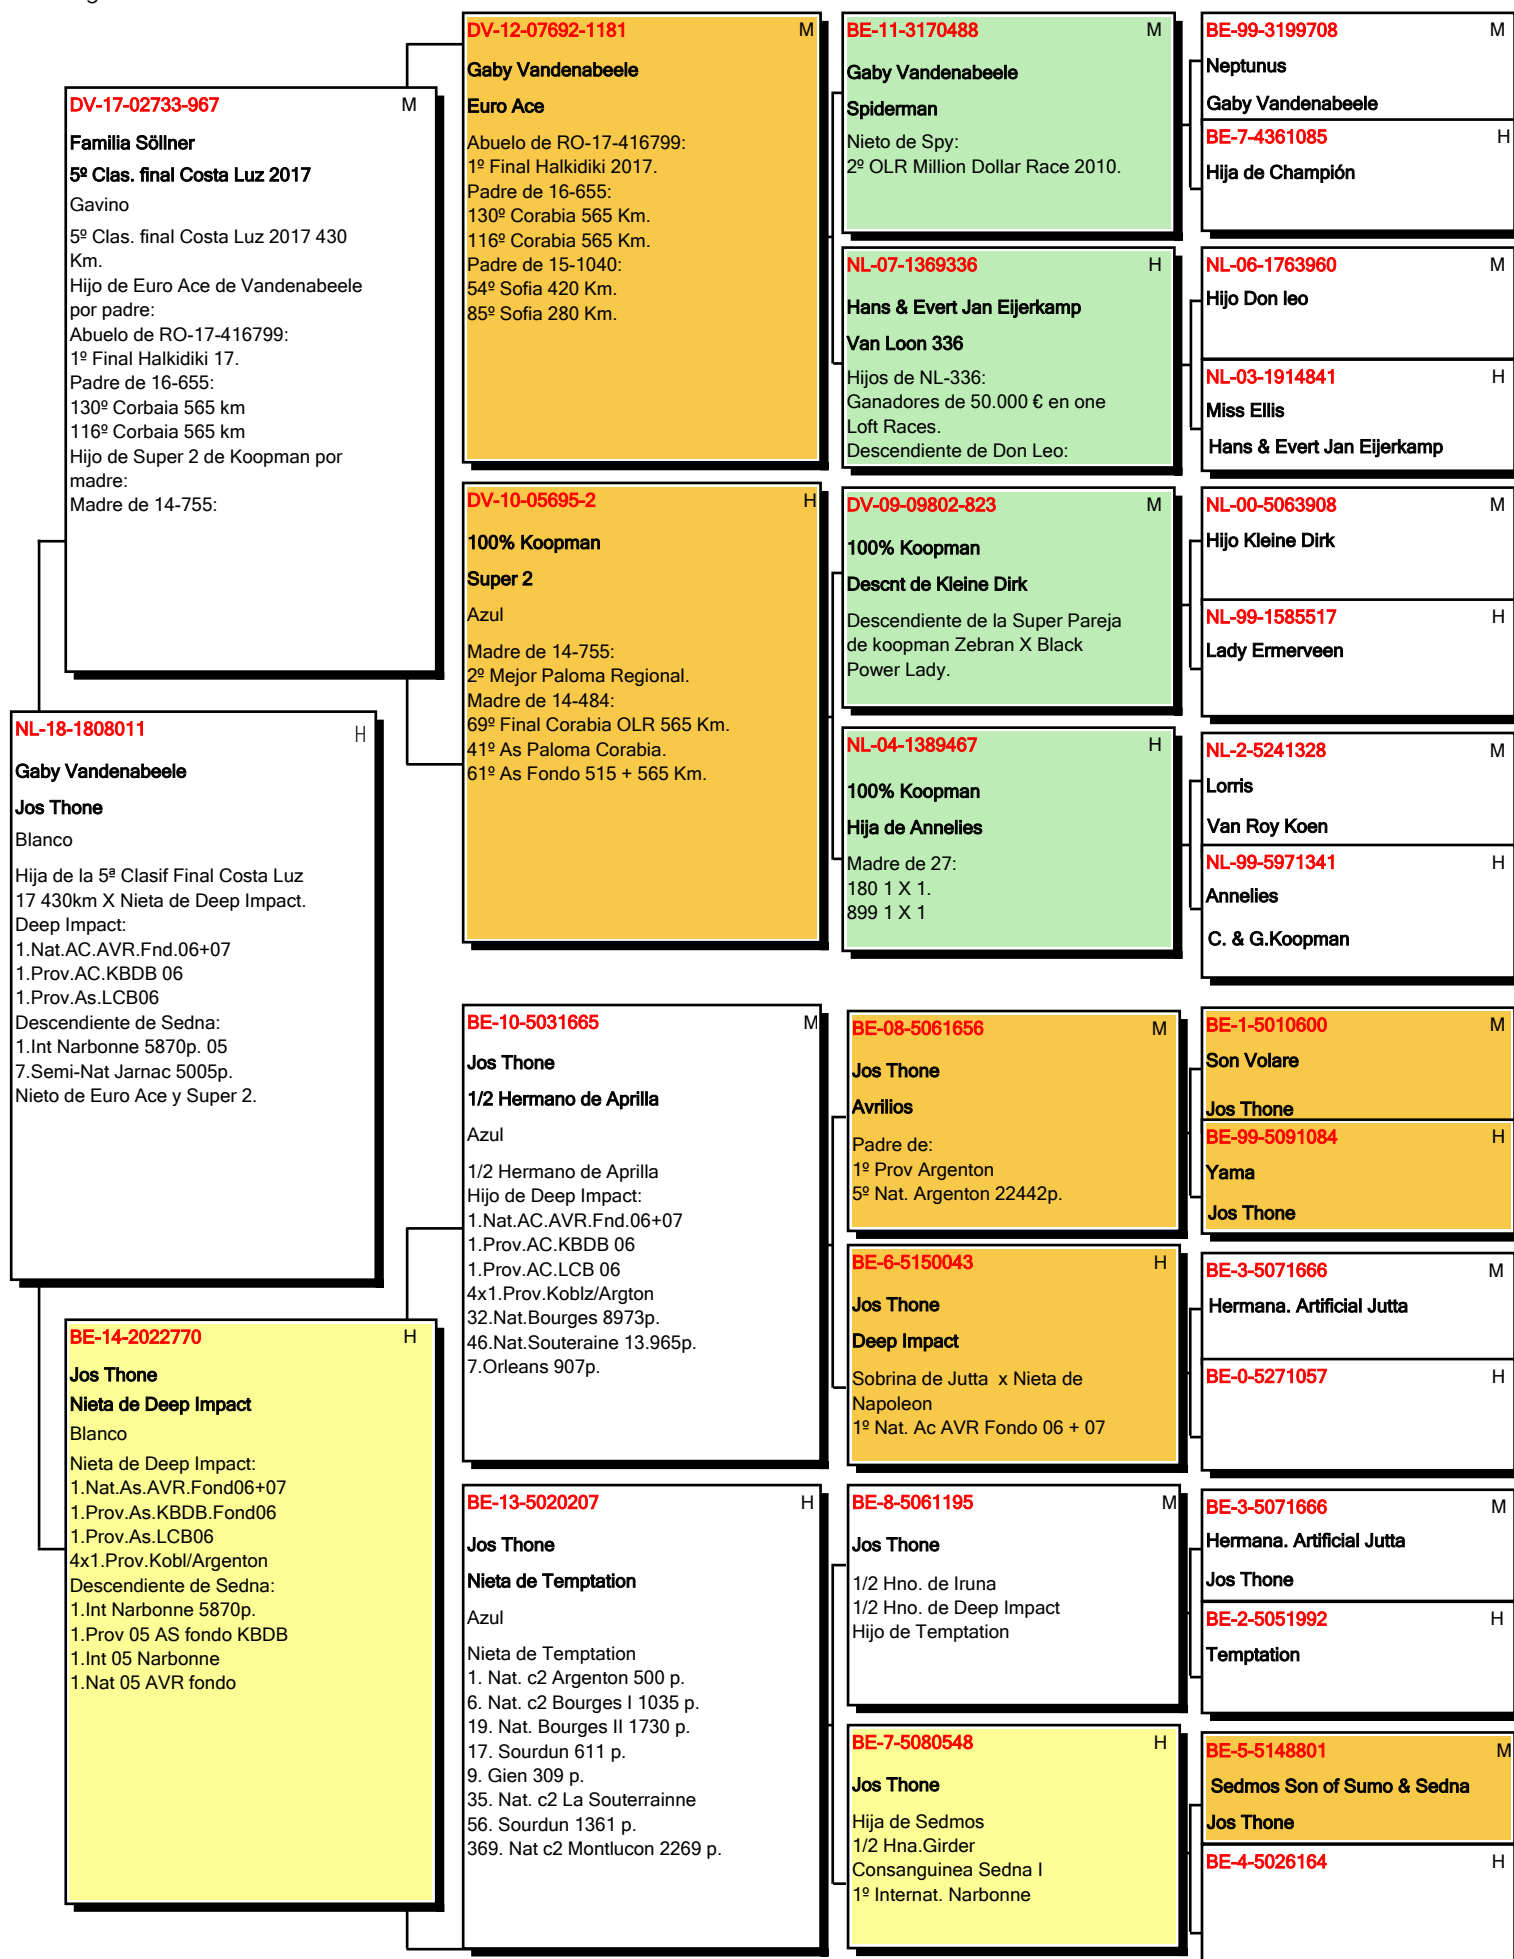 DV-17-02733-967 M
Familia Söllner
5º Clas. final Costa Luz 2017
Gavino
5º Clas. final Costa Luz 2017 430
Km.
Hijo de Euro Ace de Vandenabeele
por padre:
Abuelo de RO-17-416799:
1º Final Halkidiki 17.
Padre de 16-655:
130º Corbaia 565 km
116º Corbaia 565 km
Hijo de Super 2 de Koopman por
madre:
Madre de 14-755:
NL-18-1808011 H
Gaby Vandenabeele
Jos Thone
Blanco
Hija de la 5ª Clasif Final Costa Luz
17 430km X Nieta de Deep Impact.
Deep Impact:
1.Nat.AC.AVR.Fnd.06+07
1.Prov.AC.KBDB 06
1.Prov.As.LCB06
Descendiente de Sedna:
1.Int Narbonne 5870p. 05
7.Semi-Nat Jarnac 5005p.
Nieto de Euro Ace y Super 2.
BE-14-2022770 H
Jos Thone
Nieta de Deep Impact
Blanco
Nieta de Deep Impact:
1.Nat.As.AVR.Fond06+07
1.Prov.As.KBDB.Fond06
1.Prov.As.LCB06
4x1.Prov.Kobl/Argenton
Descendiente de Sedna:
1.Int Narbonne 5870p.
1.Prov 05 AS fondo KBDB
1.Int 05 Narbonne
1.Nat 05 AVR fondo
DV-12-07692-1181 M
Gaby Vandenabeele
Euro Ace
Abuelo de RO-17-416799:
1º Final Halkidiki 2017.
Padre de 16-655:
130º Corabia 565 Km.
116º Corabia 565 Km.
Padre de 15-1040:
54º Sofia 420 Km.
85º Sofia 280 Km.
DV-10-05695-2 H
100% Koopman
Super 2
Azul
Madre de 14-755:
2º Mejor Paloma Regional.
Madre de 14-484:
69º Final Corabia OLR 565 Km.
41º As Paloma Corabia.
61º As Fondo 515 + 565 Km.
BE-10-5031665 M
Jos Thone
1/2 Hermano de Aprilla
Azul
1/2 Hermano de Aprilla
Hijo de Deep Impact:
1.Nat.AC.AVR.Fnd.06+07
1.Prov.AC.KBDB 06
1.Prov.AC.LCB 06
4x1.Prov.Koblz/Argton
32.Nat.Bourges 8973p.
46.Nat.Souteraine 13.965p.
7.Orleans 907p.
BE-13-5020207 H
Jos Thone
Nieta de Temptation
Azul
Nieta de Temptation
1. Nat. c2 Argenton 500 p.
6. Nat. c2 Bourges I 1035 p.
19. Nat. Bourges II 1730 p.
17. Sourdun 611 p.
9. Gien 309 p.
35. Nat. c2 La Souterrainne
56. Sourdun 1361 p.
369. Nat c2 Montlucon 2269 p.
BE-11-3170488 M
Gaby Vandenabeele
Spiderman
Nieto de Spy:
2º OLR Million Dollar Race 2010.
NL-07-1369336 H
Hans & Evert Jan Eijerkamp
Van Loon 336
Hijos de NL-336:
Ganadores de 50.000 € en one
Loft Races.
Descendiente de Don Leo:
DV-09-09802-823 M
100% Koopman
Descnt de Kleine Dirk
Descendiente de la Super Pareja
de koopman Zebran X Black
Power Lady.
NL-04-1389467 H
100% Koopman
Hija de Annelies
Madre de 27:
180 1 X 1.
899 1 X 1
BE-08-5061656 M
Jos Thone
Avrilios
Padre de:
1º Prov Argenton
5º Nat. Argenton 22442p.
BE-6-5150043 H
Jos Thone
Deep Impact
Sobrina de Jutta  x Nieta de
Napoleon
1º Nat. Ac AVR Fondo 06 + 07
BE-8-5061195 M
Jos Thone
1/2 Hno. de Iruna
1/2 Hno. de Deep Impact
Hijo de Temptation
BE-7-5080548 H
Jos Thone
Hija de Sedmos
1/2 Hna.Girder
Consanguinea Sedna I
1º Internat. Narbonne
BE-99-3199708 M
Neptunus
Gaby Vandenabeele
BE-7-4361085 H
Hija de Champión
NL-06-1763960 M
Hijo Don leo
NL-03-1914841 H
Miss Ellis
Hans & Evert Jan Eijerkamp
NL-00-5063908 M
Hijo Kleine Dirk
NL-99-1585517 H
Lady Ermerveen
NL-2-5241328 M
Lorris
Van Roy Koen
NL-99-5971341 H
Annelies
C. & G.Koopman
BE-1-5010600 M
Son Volare
Jos Thone
BE-99-5091084 H
Yama
Jos Thone
BE-3-5071666 M
Hermana. Artificial Jutta
BE-0-5271057 H
BE-3-5071666 M
Hermana. Artificial Jutta
Jos Thone
BE-2-5051992 H
Temptation
BE-5-5148801 M
Sedmos Son of Sumo & Sedna
Jos Thone
BE-4-5026164 H